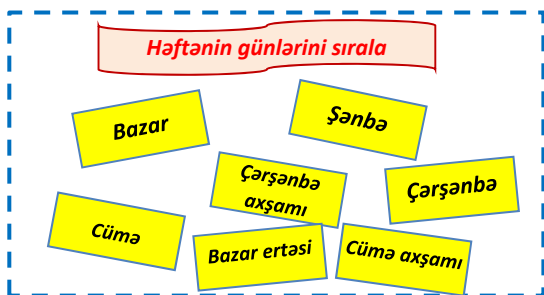 Həftənin günlərini sırala
Bazar
Şənbə
Çərşənbə
axşamı
Çərşənbə
Cümə
Bazar ertəsi
Cümə axşamı